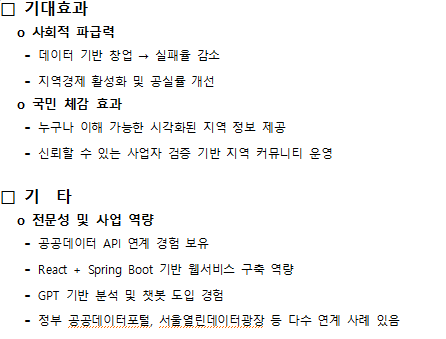 □ 기대효과
o 사회적 파급력
- 데이터 기반 창업 → 실패율 감소
- 지역경제 활성화 및 공실률 개선
o 국민 체감 효과
- 누구나 이해 가능한 시각화된 지역 정보 제공
- 신뢰할 수 있는 사업자 검증 기반 지역 커뮤니티 운영
□ 기 타
o 전문성 및 사업 역량
- 공공데이터 API 연계 경험 보유
- React + Spring Boot 기반 웹서비스 구축 역량
- GPT 기반 분석 및 챗봇 도입 경험
- 정부 공공데이터포털, 서울열린데이터광장 등 다수 연계 사례 있음